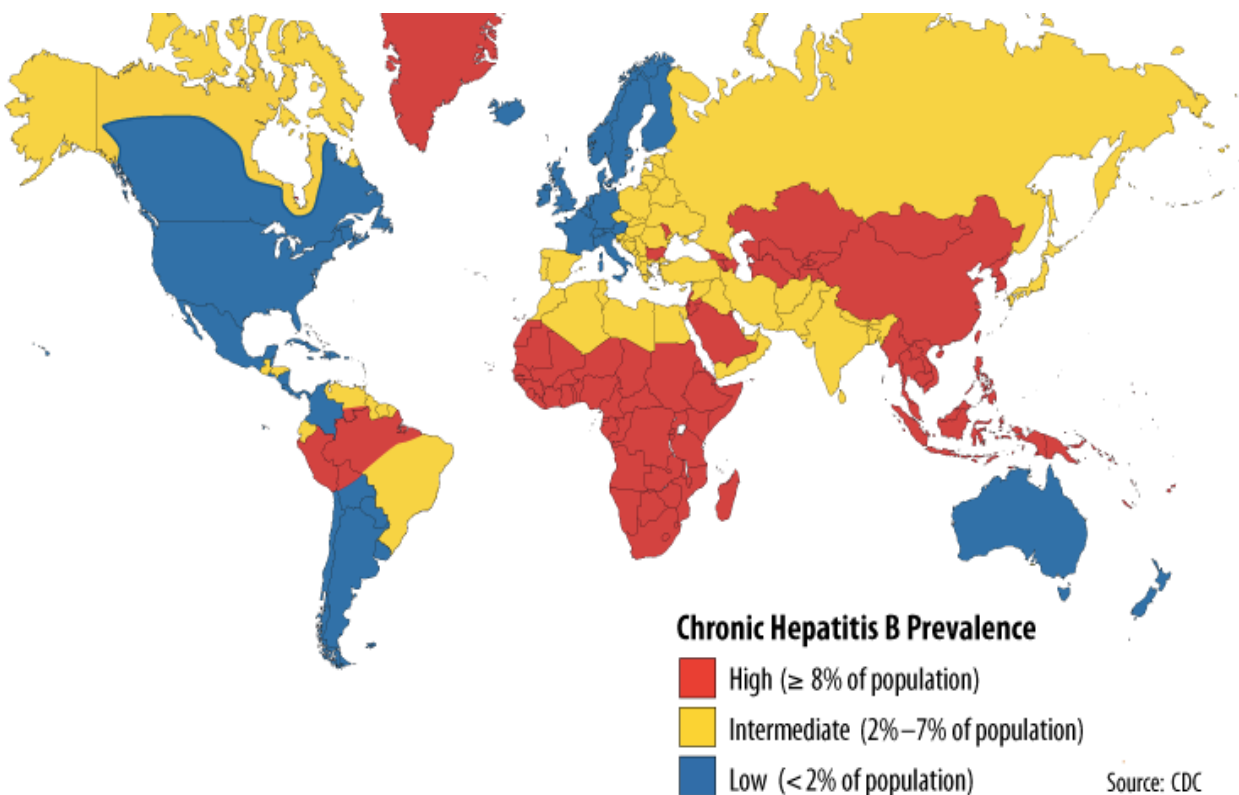 Chronic Hepatitis B Prevalence
High (≥ 8% of population)
Intermediate (2%–7% of population)
Low (< 2% of population)
Source: CDC